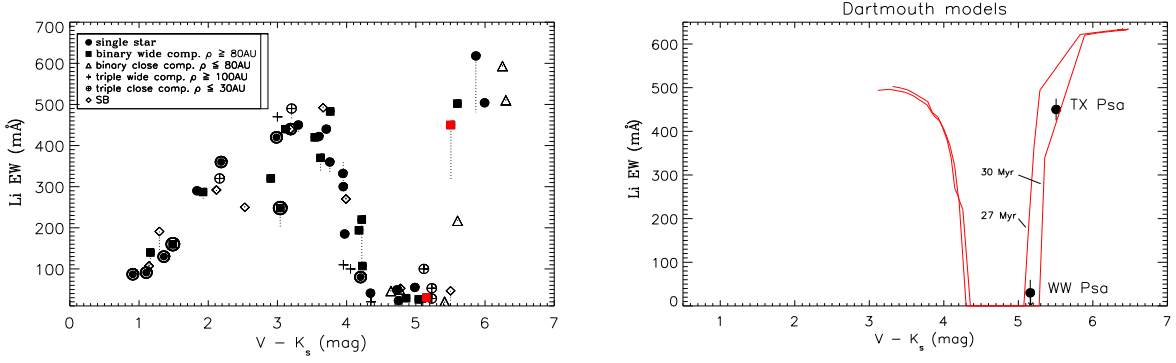 700
600
500
400
300
200
100
Li EW (mÅ)
single star
binary wide comp. ρ ≥ 80AU
binary close comp. ρ ≤ 80AU
triple wide comp. ρ ≥ 100AU
triple close comp. ρ ≤ 30AU
SB
0 1 2 3 4 5 6 7
V − Ks (mag)
Dartmouth models
600
500
400
300
200
100
0
Li EW (mÅ)
TX Psa
30 Myr
27 Myr
WW Psa
1 2 3 4 5 6 7
V − Ks (mag)